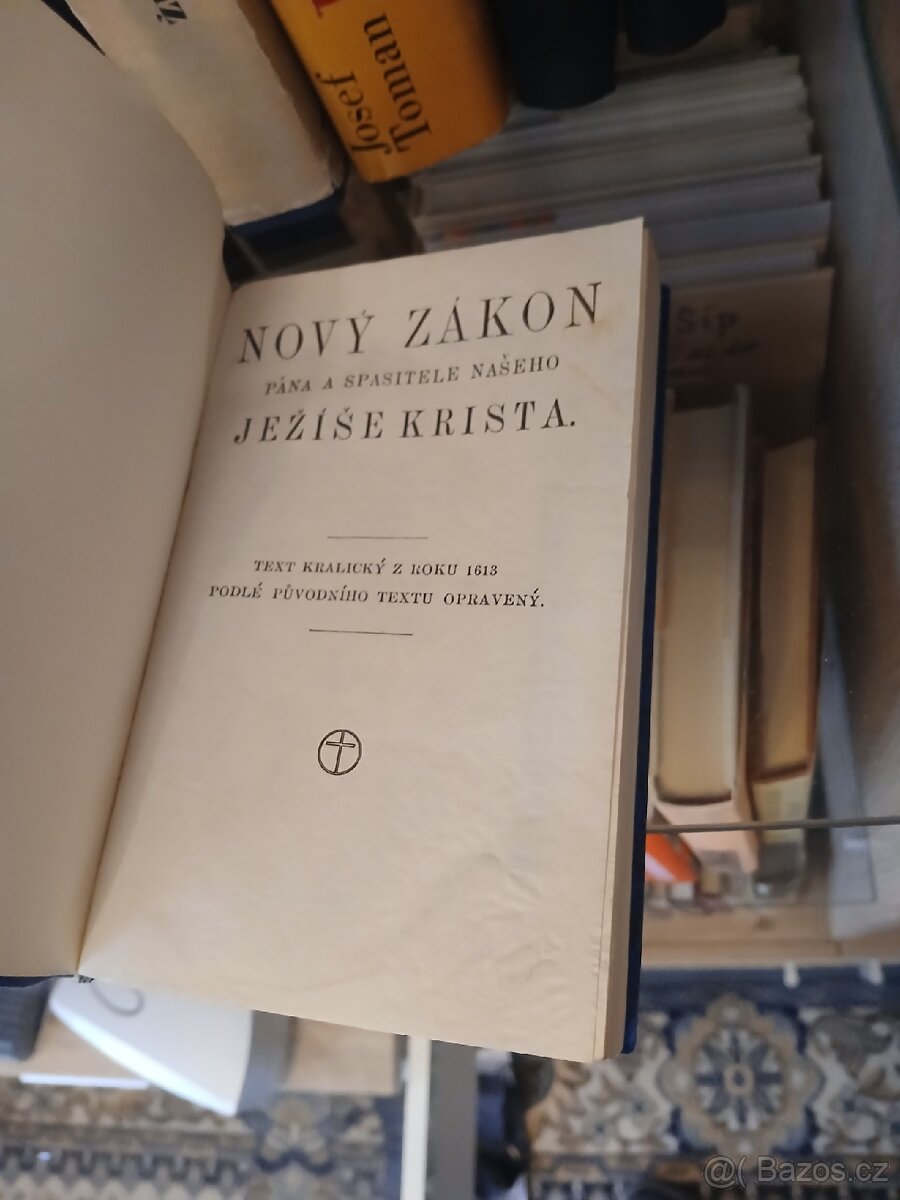 Ž
Josef
Toman
NOVÝ ZÁKON
PÁNA A SPASITELE NAŠEHO
JEŽÍŠE KRISTA.
TEXT KRALICKÝ Z ROKU 1613
PODLÉ PŮVODNÍHO TEXTU OPRAVENÝ.
Síp
@( Bazos.cz